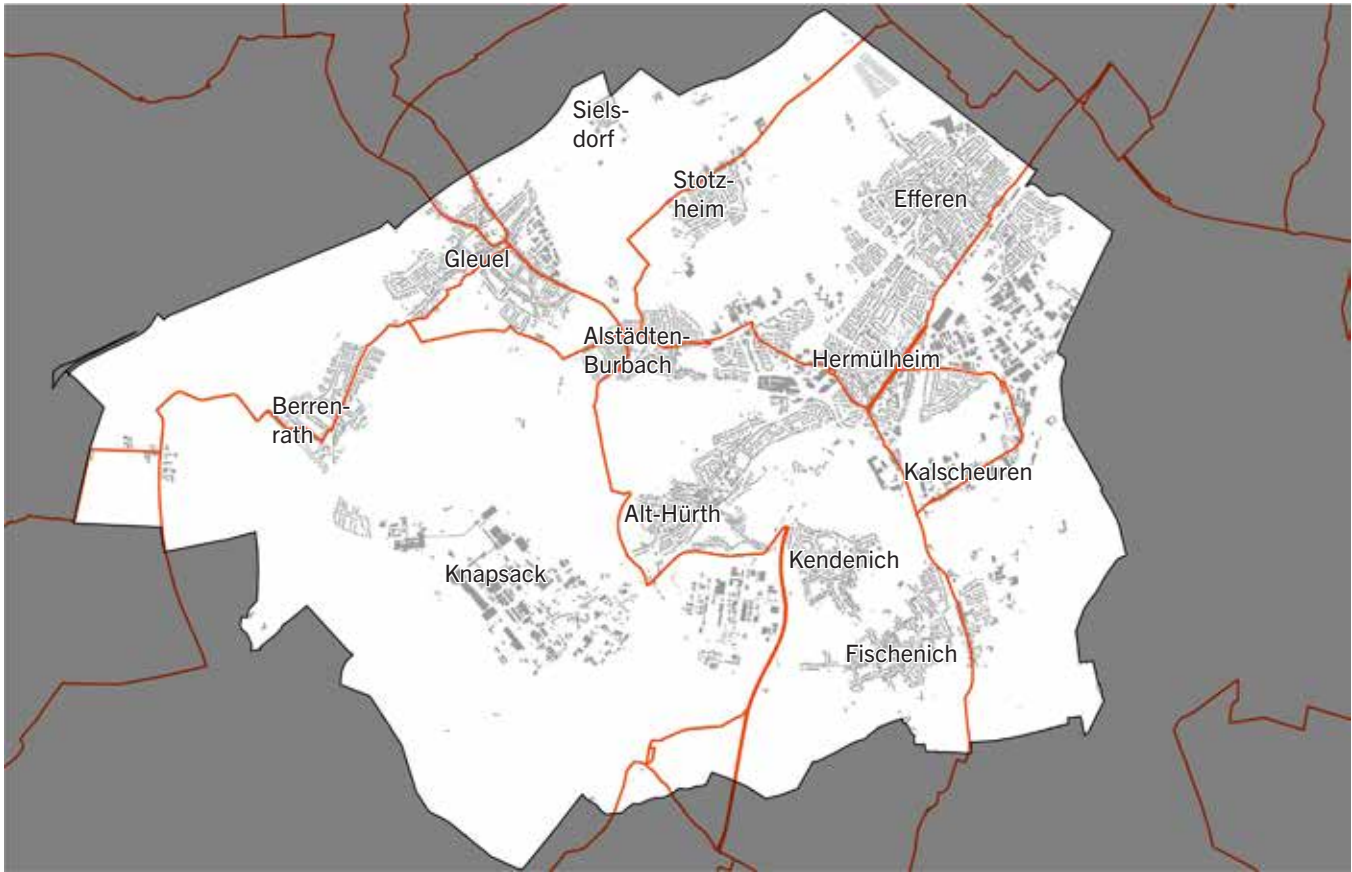 Siels-
dorf
Stotz-
heim
Efferen
Gleuel
Alstädten-
Burbach
Hermülheim
Berren-
rath
Kalscheuren
Alt-Hürth
Kendenich
Knapsack
Fischenich